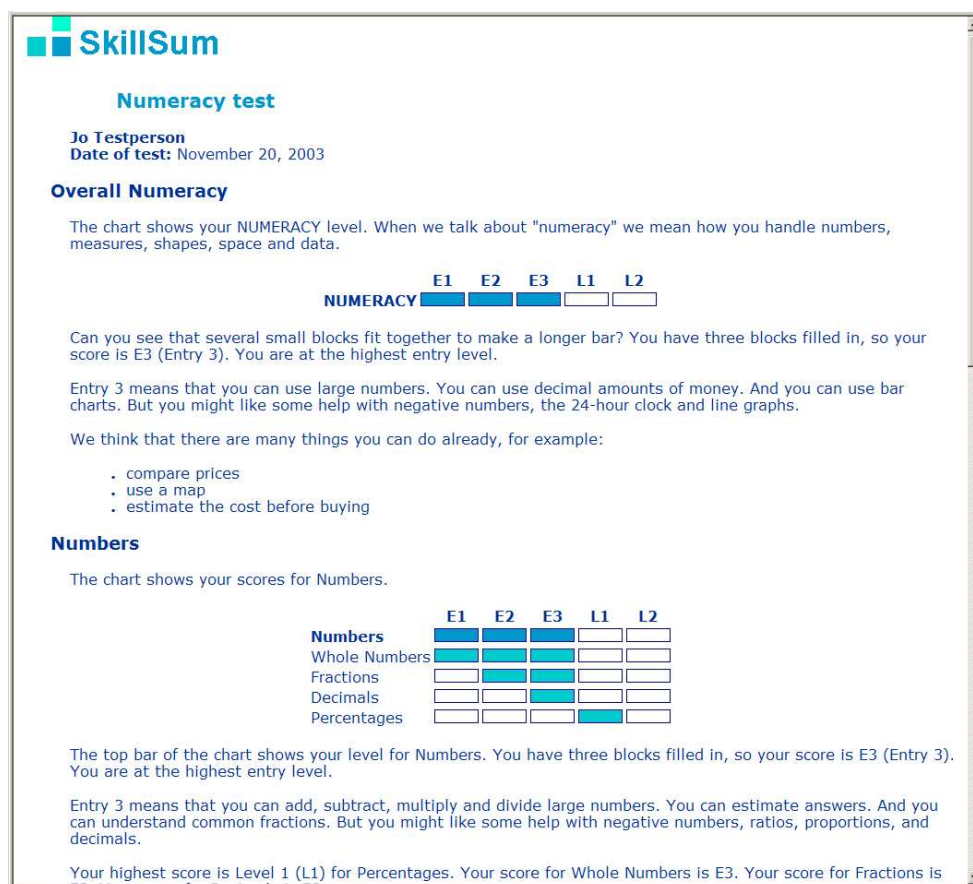 SkillSum
Numeracy test
Jo Testperson
Date of test: November 20, 2003
Overall Numeracy
The chart shows your NUMERACY level. When we talk about "numeracy" we mean how you handle numbers,
measures, shapes, space and data.
E1 E2 E3 L1 L2
NUMERACY
Can you see that several small blocks fit together to make a longer bar? You have three blocks filled in, so your
score is E3 (Entry 3). You are at the highest entry level.
Entry 3 means that you can use large numbers. You can use decimal amounts of money. And you can use bar
charts. But you might like some help with negative numbers, the 24-hour clock and line graphs.
We think that there are many things you can do already, for example:
. compare prices
. use a map
. estimate the cost before buying
Numbers
The chart shows your scores for Numbers.
E1 E2 E3 L1 L2
Numbers
Whole Numbers
Fractions
Decimals
Percentages
The top bar of the chart shows your level for Numbers. You have three blocks filled in, so your score is E3 (Entry 3).
You are at the highest entry level.
Entry 3 means that you can add, subtract, multiply and divide large numbers. You can estimate answers. And you
can understand common fractions. But you might like some help with negative numbers, ratios, proportions, and
decimals.
Your highest score is Level 1 (L1) for Percentages. Your score for Whole Numbers is E3. Your score for Fractions is